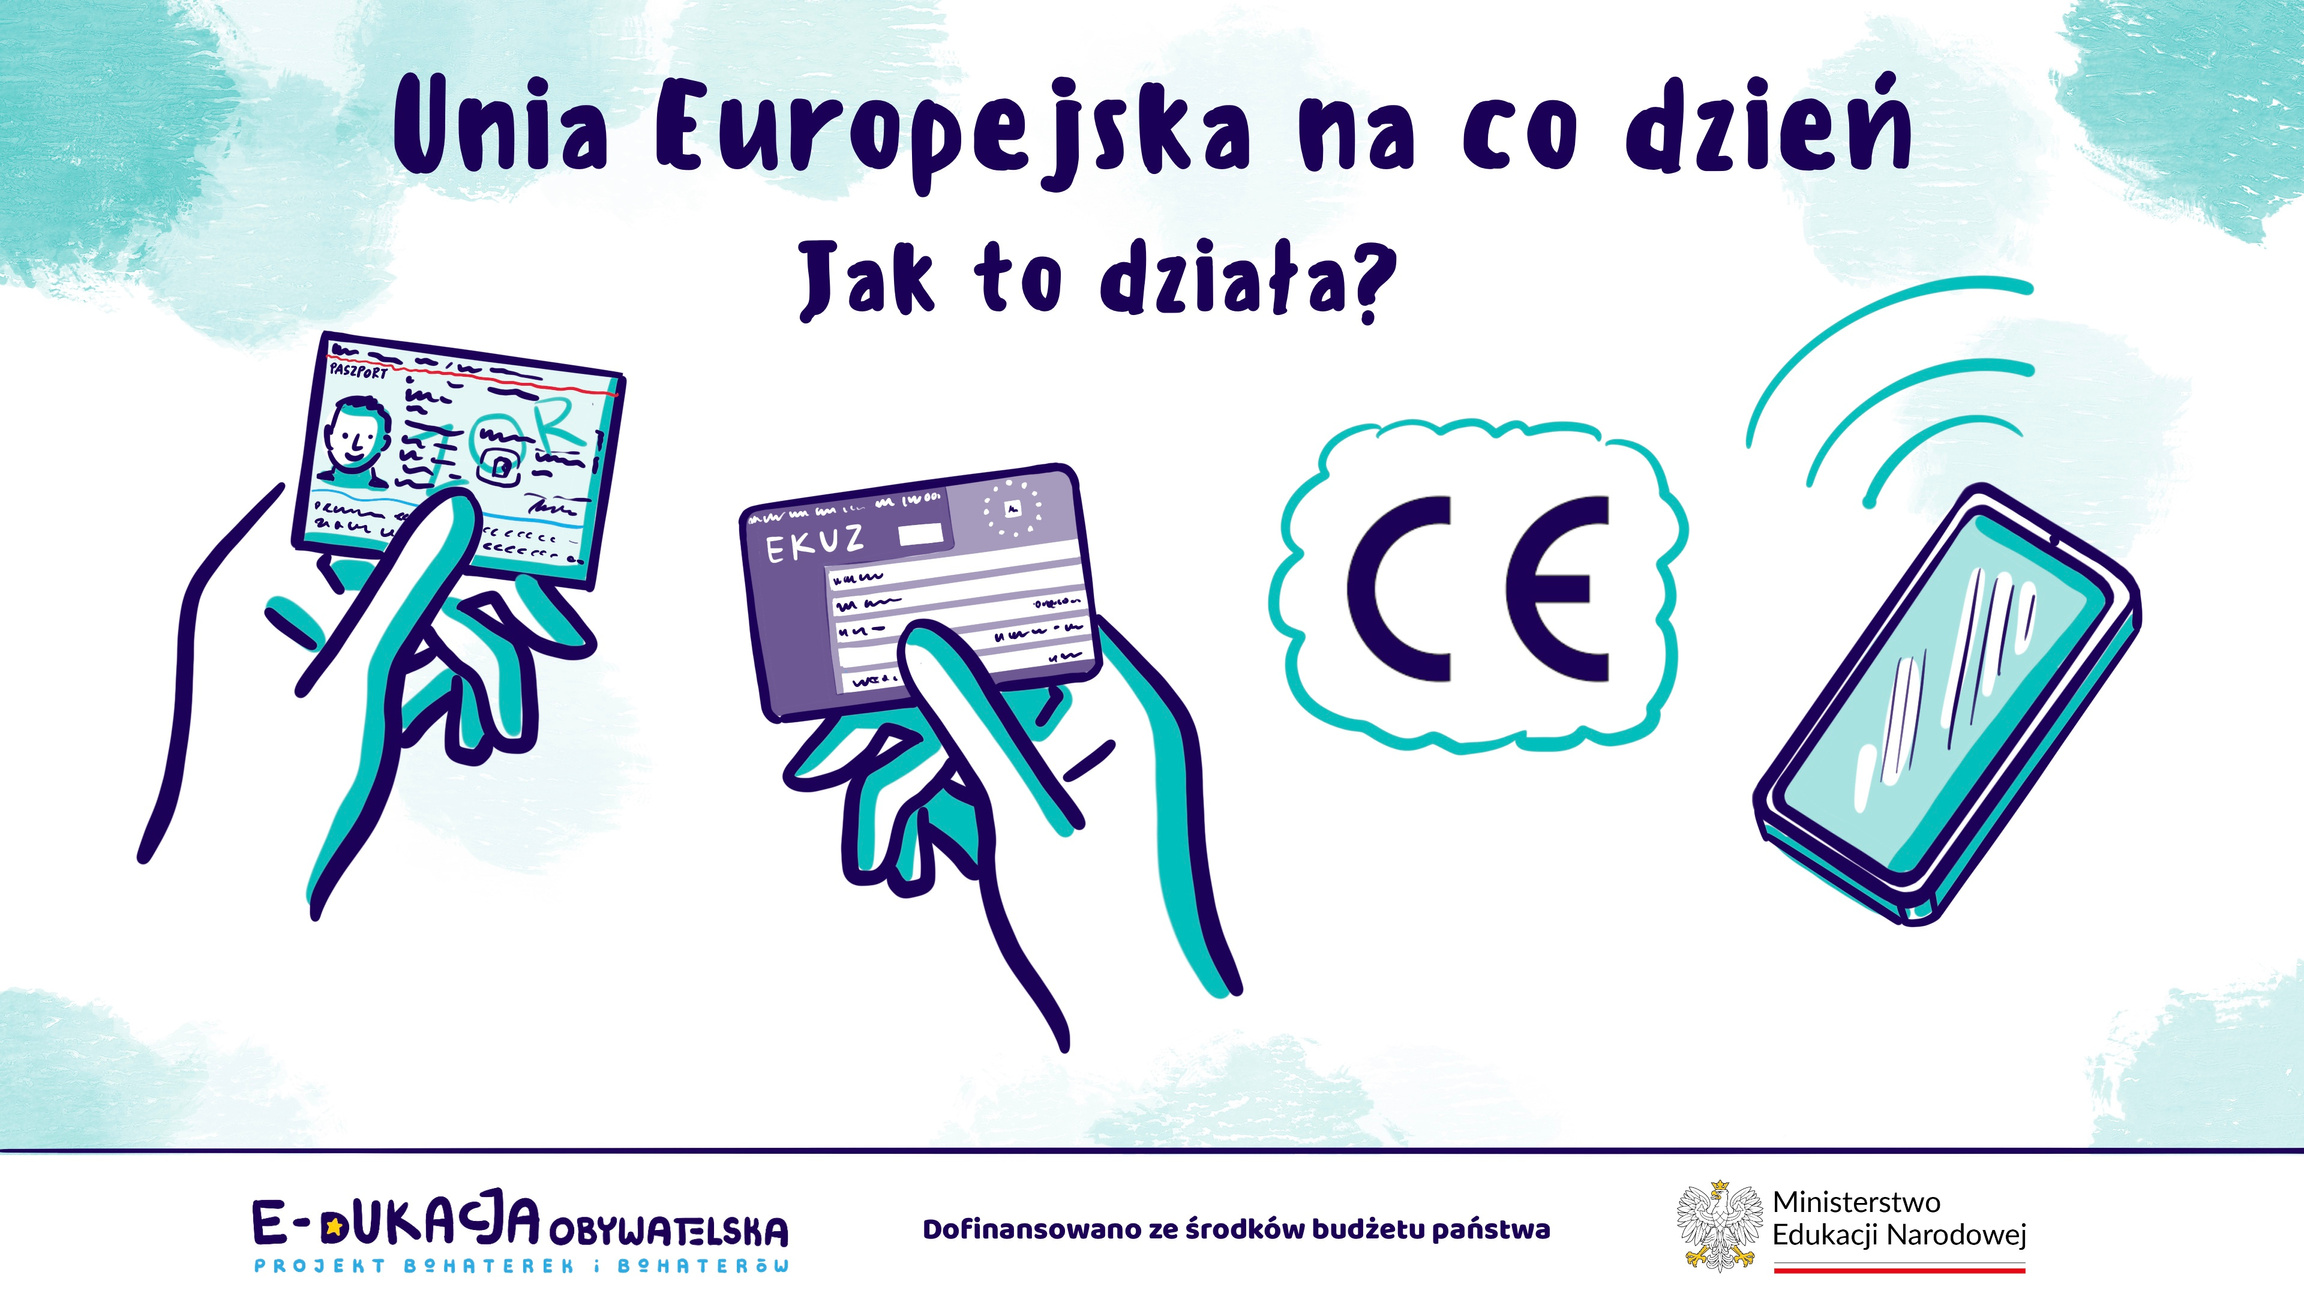 Unia Europejska na co dzień
Jak to działa?
PASZPORT
EKUZ
CE
E-DUKACJA OBYWATELSKA
PROJEKT BOHATEREK i BOHATERÓW
Dofinansowano ze środków budżetu państwa
Ministerstwo
Edukacji Narodowej